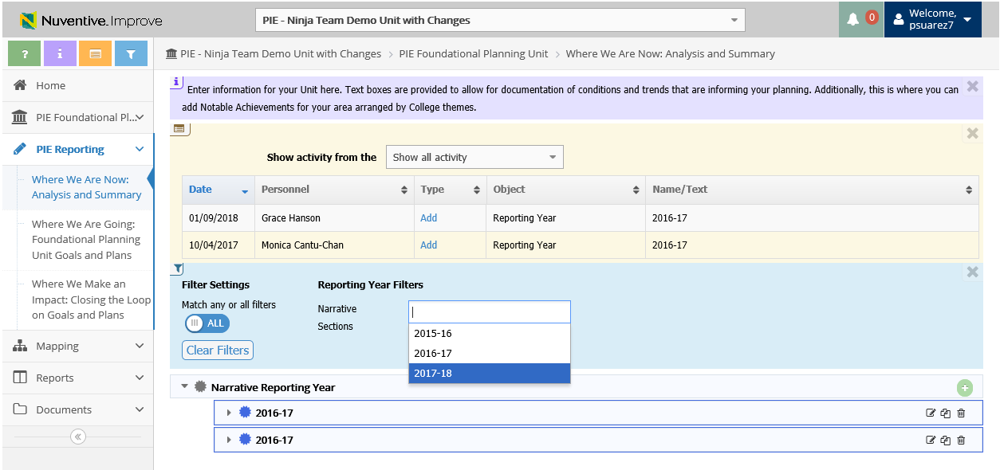 Nuventive. Improve
PIE - Ninja Team Demo Unit with Changes
0
Welcome,
psuarez7
?
i
PIE - Ninja Team Demo Unit with Changes > PIE Foundational Planning Unit > Where We Are Now: Analysis and Summary
Home
PIE Foundational Pl...
PIE Reporting
Where We Are Now:
Analysis and Summary
Where We Are Going:
Foundational Planning
Unit Goals and Plans
Where We Make an
Impact: Closing the Loop
on Goals and Plans
Mapping
Reports
Documents
i
Enter information for your Unit here. Text boxes are provided to allow for documentation of conditions and trends that are informing your planning. Additionally, this is where you can
add Notable Achievements for your area arranged by College themes.
Show activity from the Show all activity
Date Personnel Type Object Name/Text
01/09/2018 Grace Hanson Add Reporting Year 2016-17
10/04/2017 Monica Cantu-Chan Add Reporting Year 2016-17
Filter Settings
Match any or all filters
ALL
Clear Filters
Reporting Year Filters
Narrative
Sections
2015-16
2016-17
2017-18
Narrative Reporting Year
2016-17
2016-17